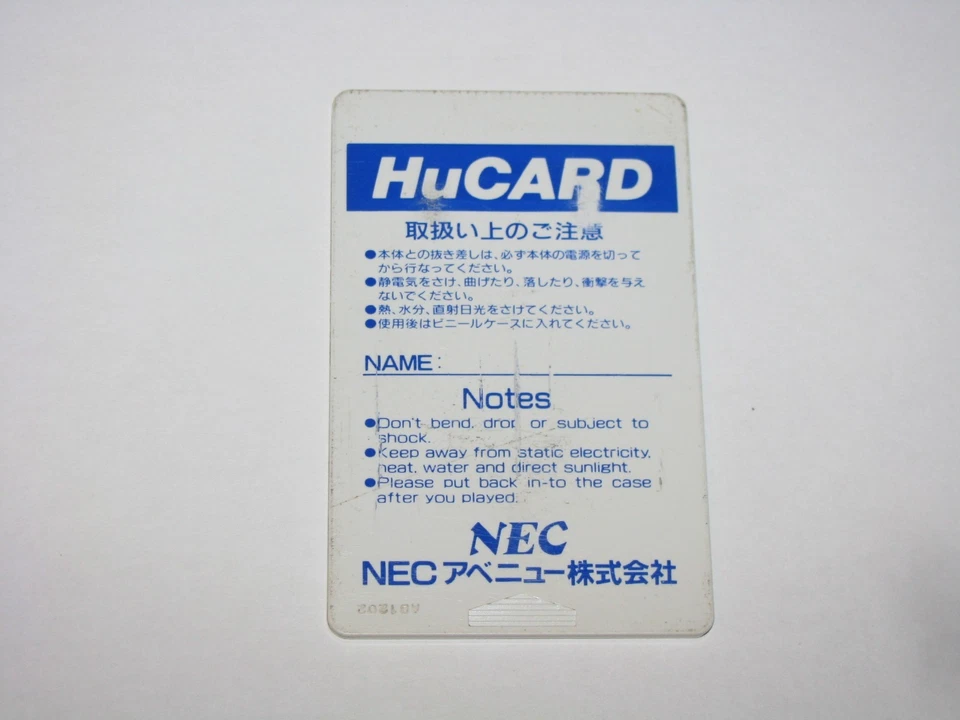 HuCARD
取扱い上のご注意
●本体との抜き差しは、必ず本体の電源を切って
から行なってください。
●静電気をさけ、曲げたり、落したり、衝撃を与え
ないでください。
●熱、水分、直射日光をさけてください。
●使用後はビニールケースに入れてください。
NAME:
Notes
●Don't bend, drop or subject to
shock.
●Keep away from static electricity,
heat, water and direct sunlight.
●Please put back in-to the case
after you played.
NEC
NECアベニュー株式会社